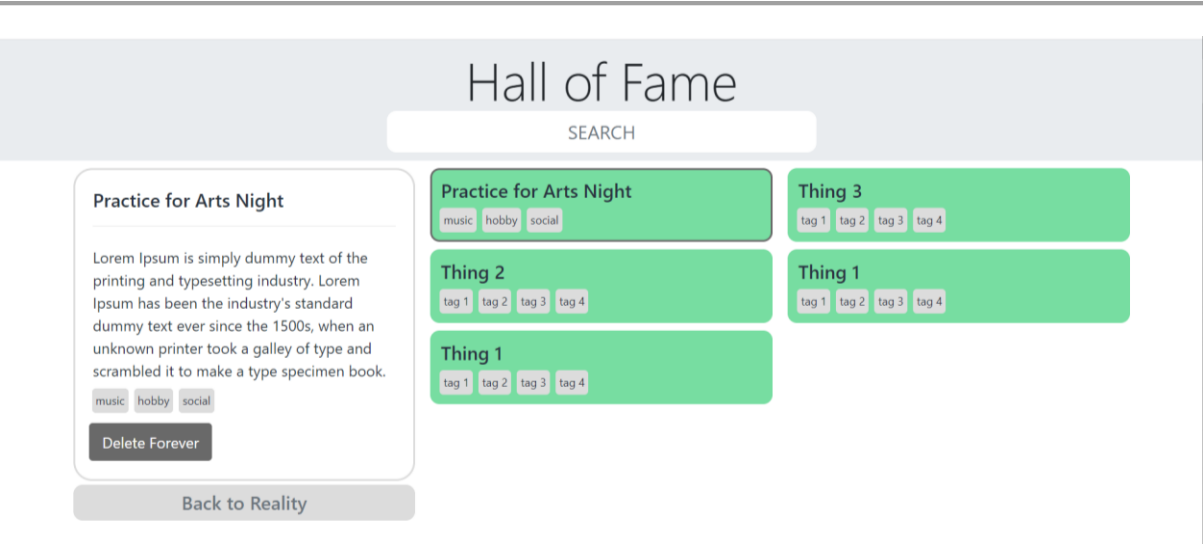 Hall of Fame
SEARCH
Practice for Arts Night
Lorem Ipsum is simply dummy text of the
printing and typesetting industry. Lorem
Ipsum has been the industry's standard
dummy text ever since the 1500s, when an
unknown printer took a galley of type and
scrambled it to make a type specimen book.
music hobby social
Delete Forever
Back to Reality
Practice for Arts Night
music hobby social
Thing 2
tag 1 tag 2 tag 3 tag 4
Thing 1
tag 1 tag 2 tag 3 tag 4
Thing 3
tag 1 tag 2 tag 3 tag 4
Thing 1
tag 1 tag 2 tag 3 tag 4